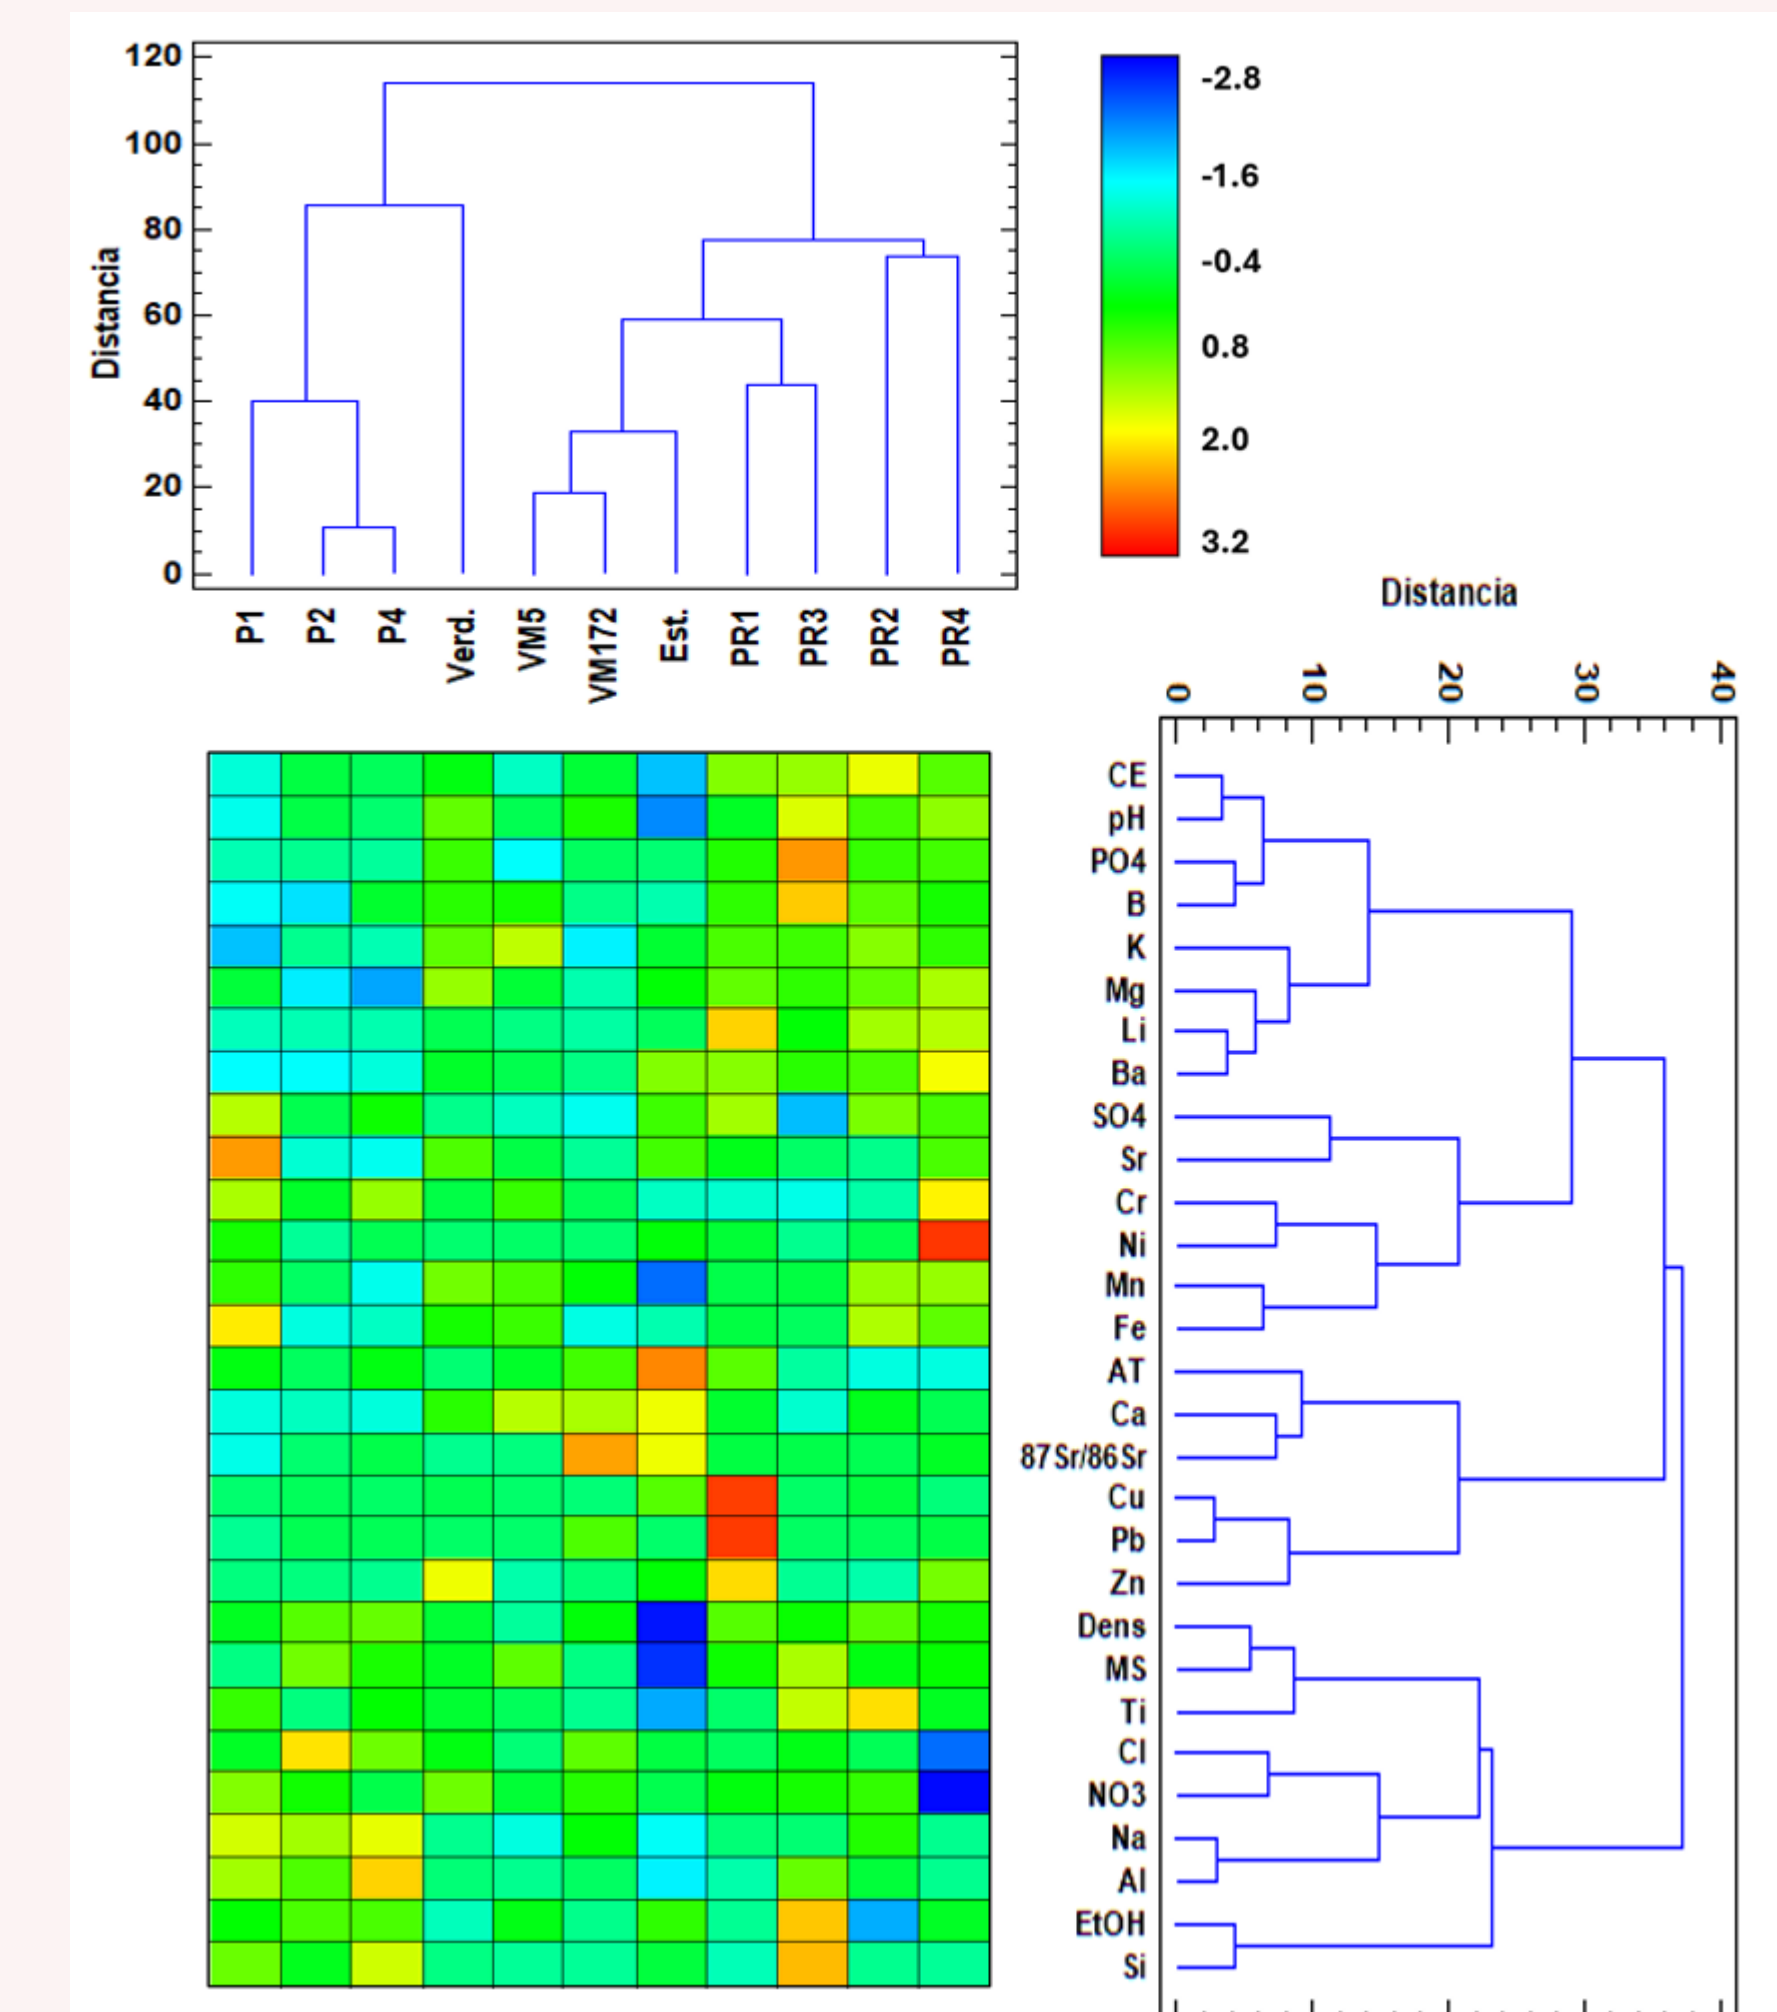 120
100
80
60
40
20
0
Distancia
P1
P2
P4
Verd.
VM5
VM172
Est.
PR1
PR3
PR2
PR4
-2.8
-1.6
-0.4
0.8
2.0
3.2
Distancia
0
10
20
30
40
CE
pH
PO4
B
K
Mg
Li
Ba
SO4
Sr
Cr
Ni
Mn
Fe
AT
Ca
87Sr/86Sr
Cu
Pb
Zn
Dens
MS
Ti
Cl
NO3
Na
Al
EtOH
Si